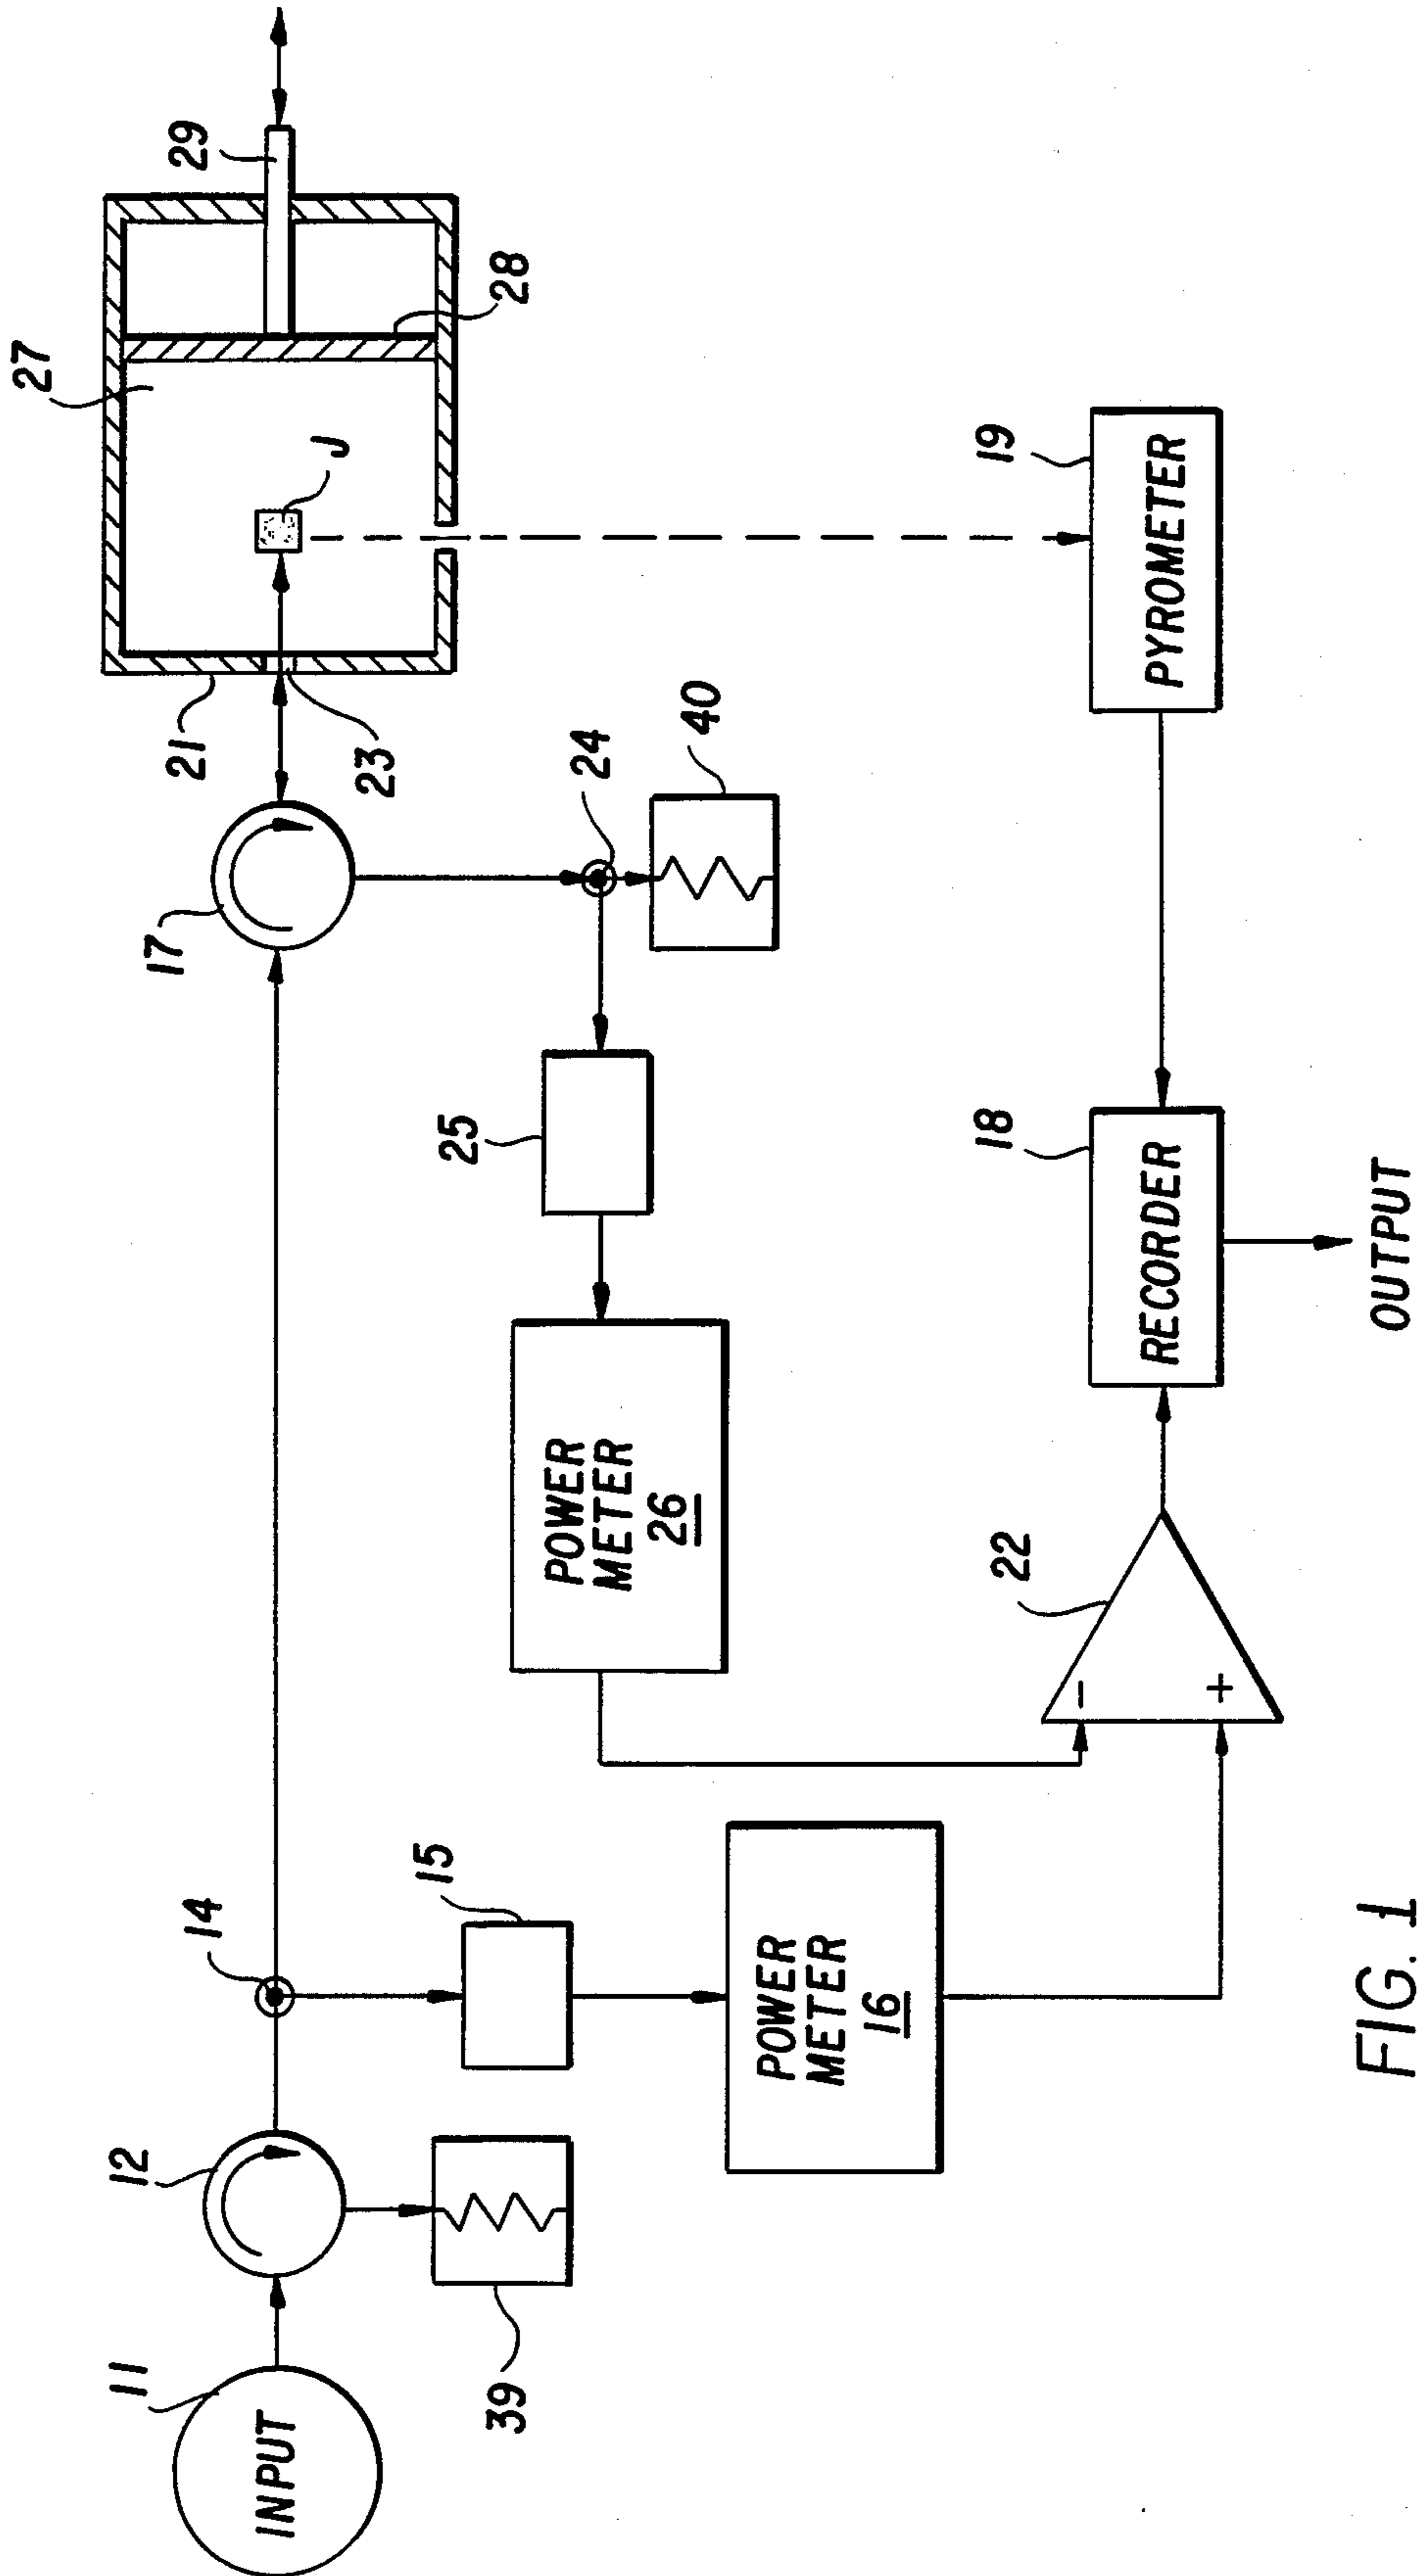 27
29
J
28
21
23
17
24
40
19
PYROMETER
25
14
POWER
METER
26
18
RECORDER
OUTPUT
12
15
22
-
+
11
INPUT
39
POWER
METER
16
FIG. 1